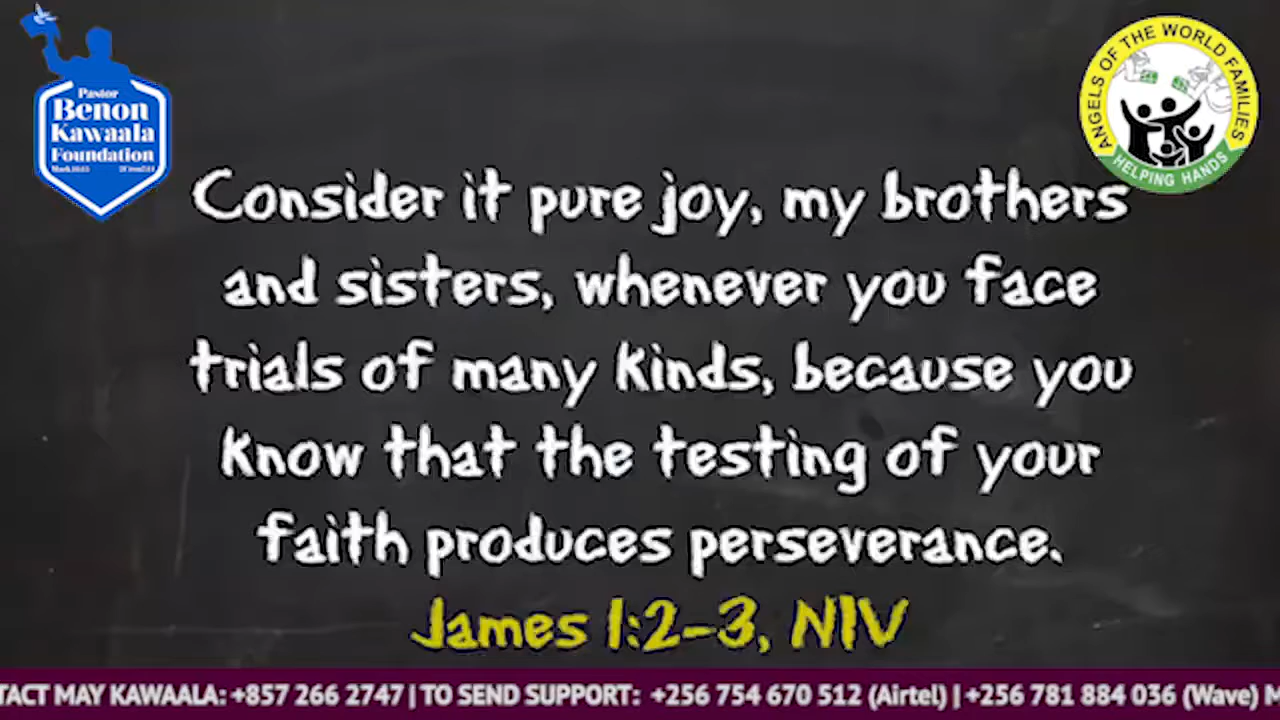 Pastor
Benon
Kawaala
Foundation
ANGELS OF THE WORLD FAMILIES
HELPING HANDS
Consider it pure joy, my brothers
and sisters, whenever you face
trials of many kinds, because you
know that the testing of your
faith produces perseverance.
James 1:2-3, NIV
TACT MAY KAWAALA: +857 266 2747 | TO SEND SUPPORT: +256 754 670 512 (Airtel) | +256 781 884 036 (Wave) M